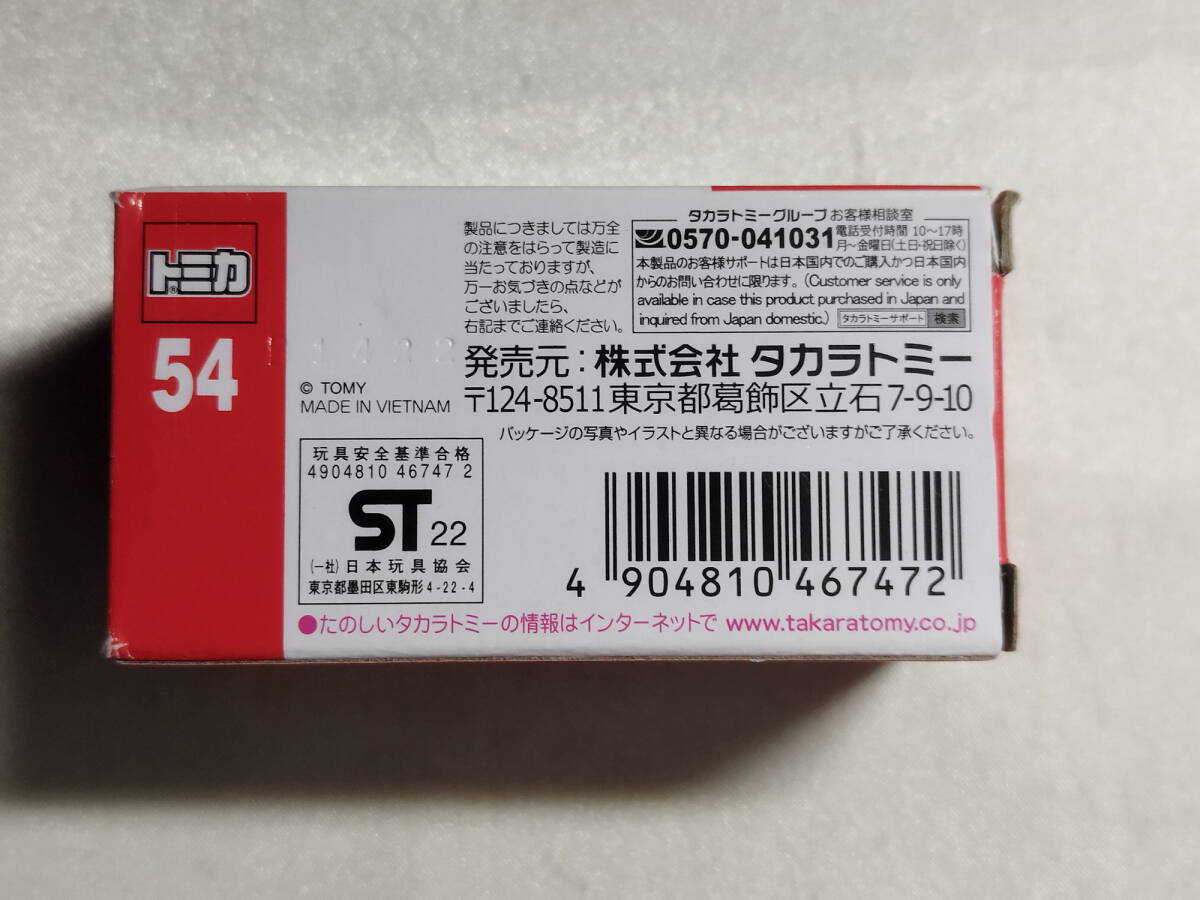 トミカ®
54
製品につきましては万全
の注意をはらって製造に
当たっておりますが、
万一お気づきの点などが
ございましたら、
右記までご連絡ください。
タカラトミーグループ お客様相談室
0570-041031 電話受付時間 10〜17時
月〜金曜日(土日・祝日除く)
本製品のお客様サポートは日本国内でのご購入かつ日本国内
からのお問い合わせに限ります。(Customer service is only
available in case this product purchased in Japan and
inquired from Japan domestic.) タカラトミーサポート 検索
発売元:株式会社 タカラトミー
〒124-8511 東京都葛飾区立石7-9-10
パッケージの写真やイラストと異なる場合がございますがご了承ください。
© TOMY
MADE IN VIETNAM
玩具安全基準合格
4904810 46747 2
ST 22
(一社)日本玩具協会
東京都墨田区東駒形4-22-4
4 904810 467472
●たのしいタカラトミーの情報はインターネットで www.takaratomy.co.jp